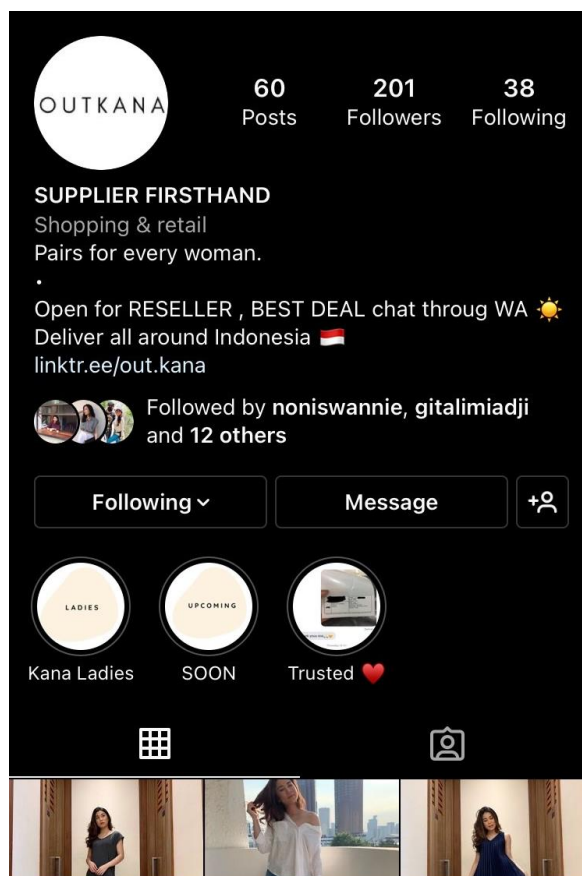 OUTKANA
60 201 38
Posts Followers Following
SUPPLIER FIRSTHAND
Shopping & retail
Pairs for every woman.
.
Open for RESELLER , BEST DEAL chat throug WA ☀️
Deliver all around Indonesia 🇮🇩
linktr.ee/out.kana
Followed by noniswannie, gitalimiadji
and 12 others
Following Message
LADIES UPCOMING
Kana Ladies SOON Trusted ❤️